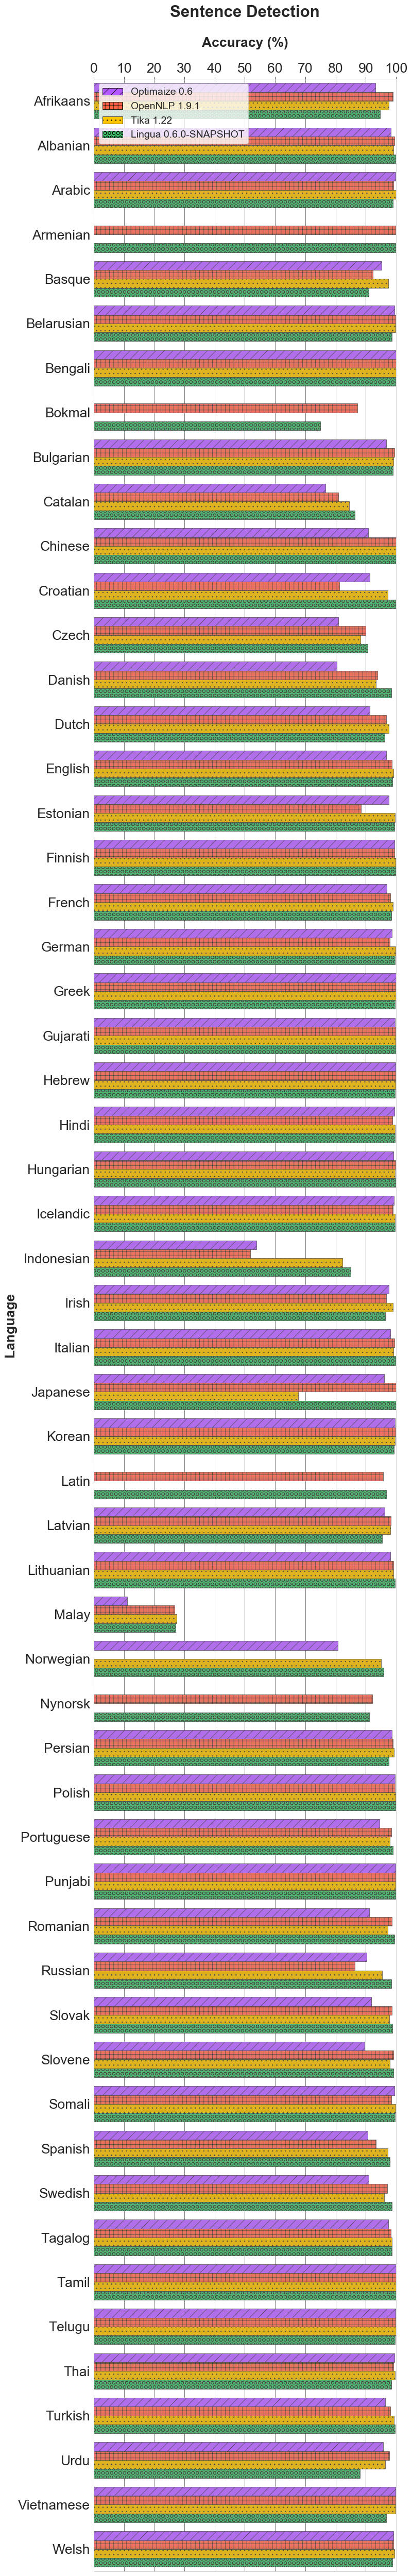 Sentence Detection
Accuracy (%)
0 10 20 30 40 50 60 70 80 90 100
Optimaize 0.6
OpenNLP 1.9.1
Tika 1.22
Lingua 0.6.0-SNAPSHOT
Afrikaans
Albanian
Arabic
Armenian
Basque
Belarusian
Bengali
Bokmal
Bulgarian
Catalan
Chinese
Croatian
Czech
Danish
Dutch
English
Estonian
Finnish
French
German
Greek
Gujarati
Hebrew
Hindi
Hungarian
Icelandic
Indonesian
Irish
Language
Italian
Japanese
Korean
Latin
Latvian
Lithuanian
Malay
Norwegian
Nynorsk
Persian
Polish
Portuguese
Punjabi
Romanian
Russian
Slovak
Slovene
Somali
Spanish
Swedish
Tagalog
Tamil
Telugu
Thai
Turkish
Urdu
Vietnamese
Welsh